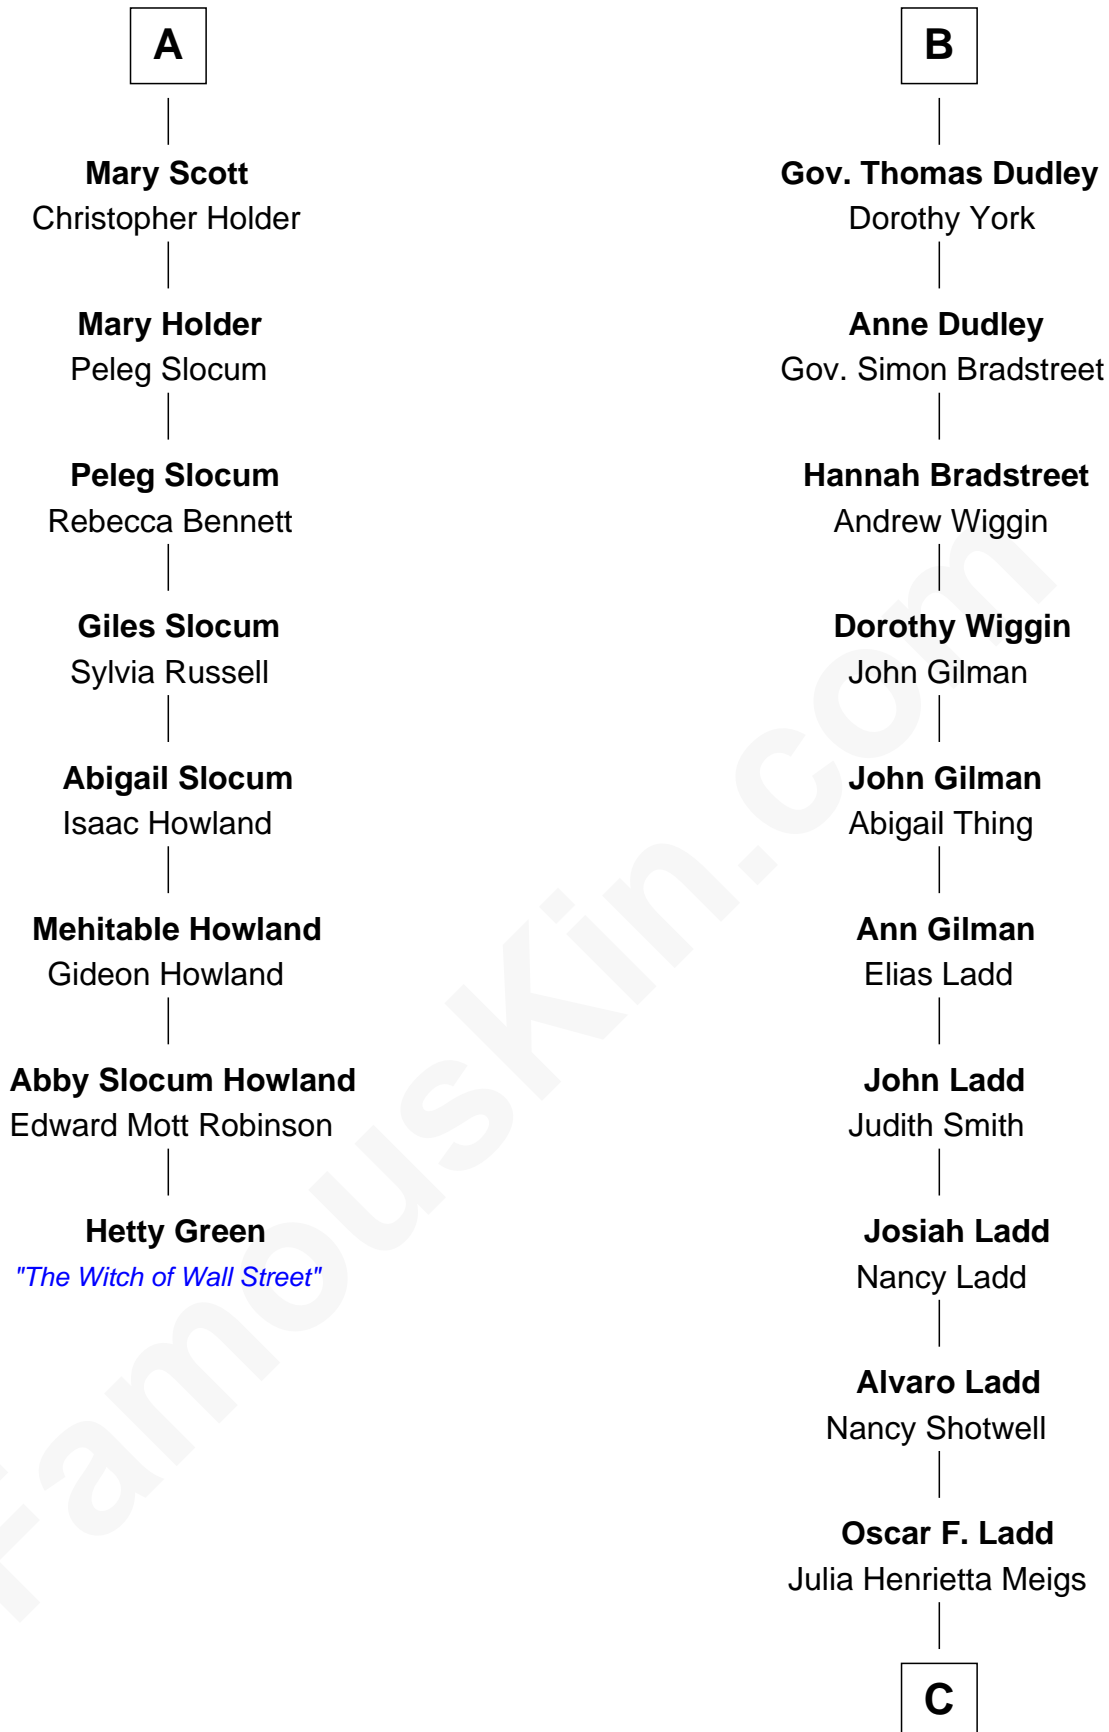 A
Mary Scott
Christopher Holder
Mary Holder
Peleg Slocum
Peleg Slocum
Rebecca Bennett
Giles Slocum
Sylvia Russell
Abigail Slocum
Isaac Howland
Mehitable Howland
Gideon Howland
Abby Slocum Howland
Edward Mott Robinson
Hetty Green
"The Witch of Wall Street"
B
Gov. Thomas Dudley
Dorothy York
Anne Dudley
Gov. Simon Bradstreet
Hannah Bradstreet
Andrew Wiggin
Dorothy Wiggin
John Gilman
John Gilman
Abigail Thing
Ann Gilman
Elias Ladd
John Ladd
Judith Smith
Josiah Ladd
Nancy Ladd
Alvaro Ladd
Nancy Shotwell
Oscar F. Ladd
Julia Henrietta Meigs
C
FamousKin.com